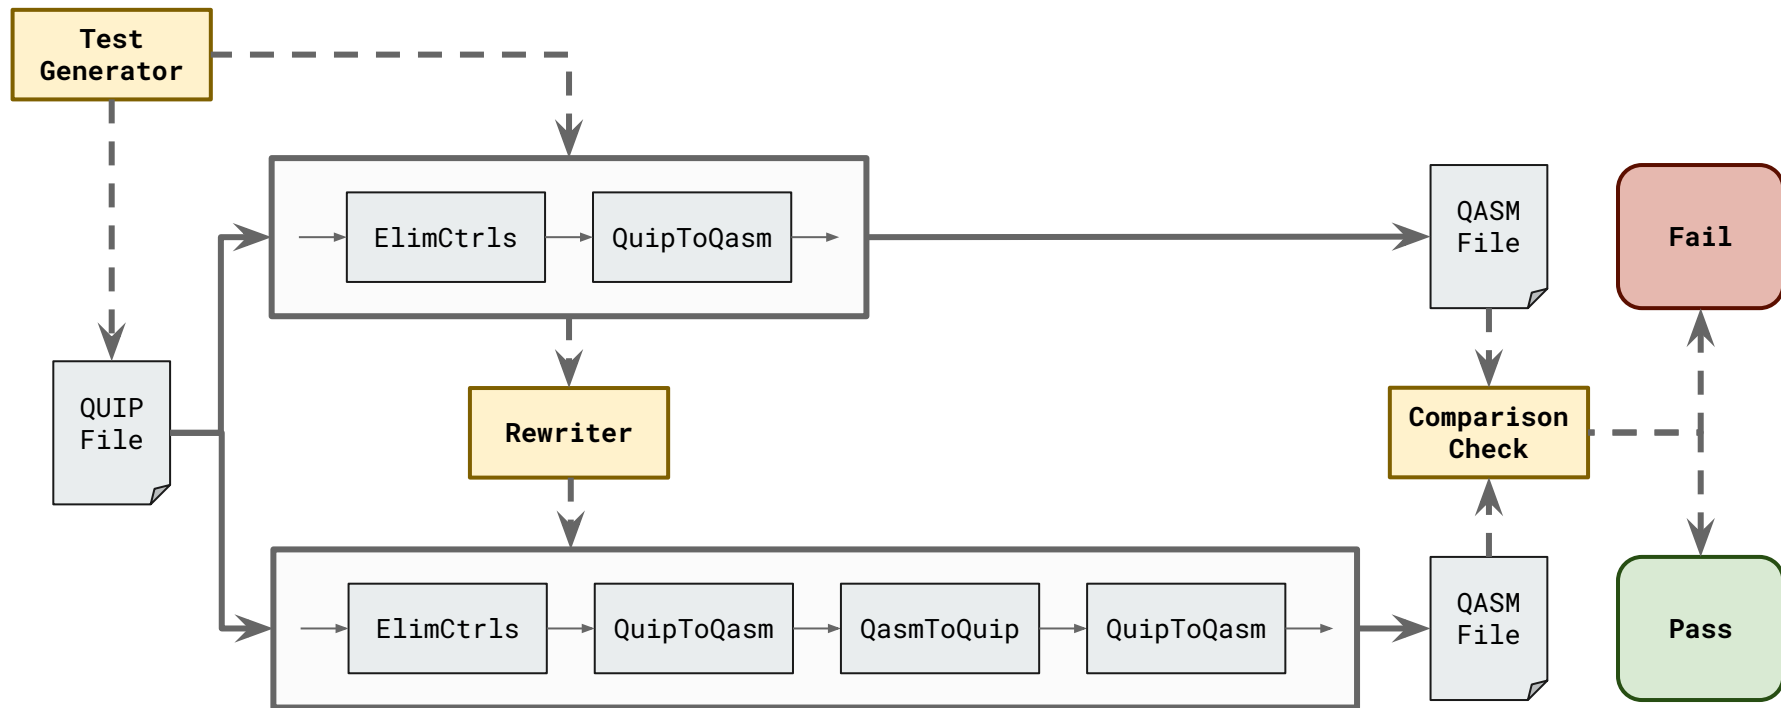 Test
Generator
ElimCtrls
QuipToQasm
QASM
File
Fail
QUIP
File
Rewriter
Comparison
Check
ElimCtrls
QuipToQasm
QasmToQuip
QuipToQasm
QASM
File
Pass